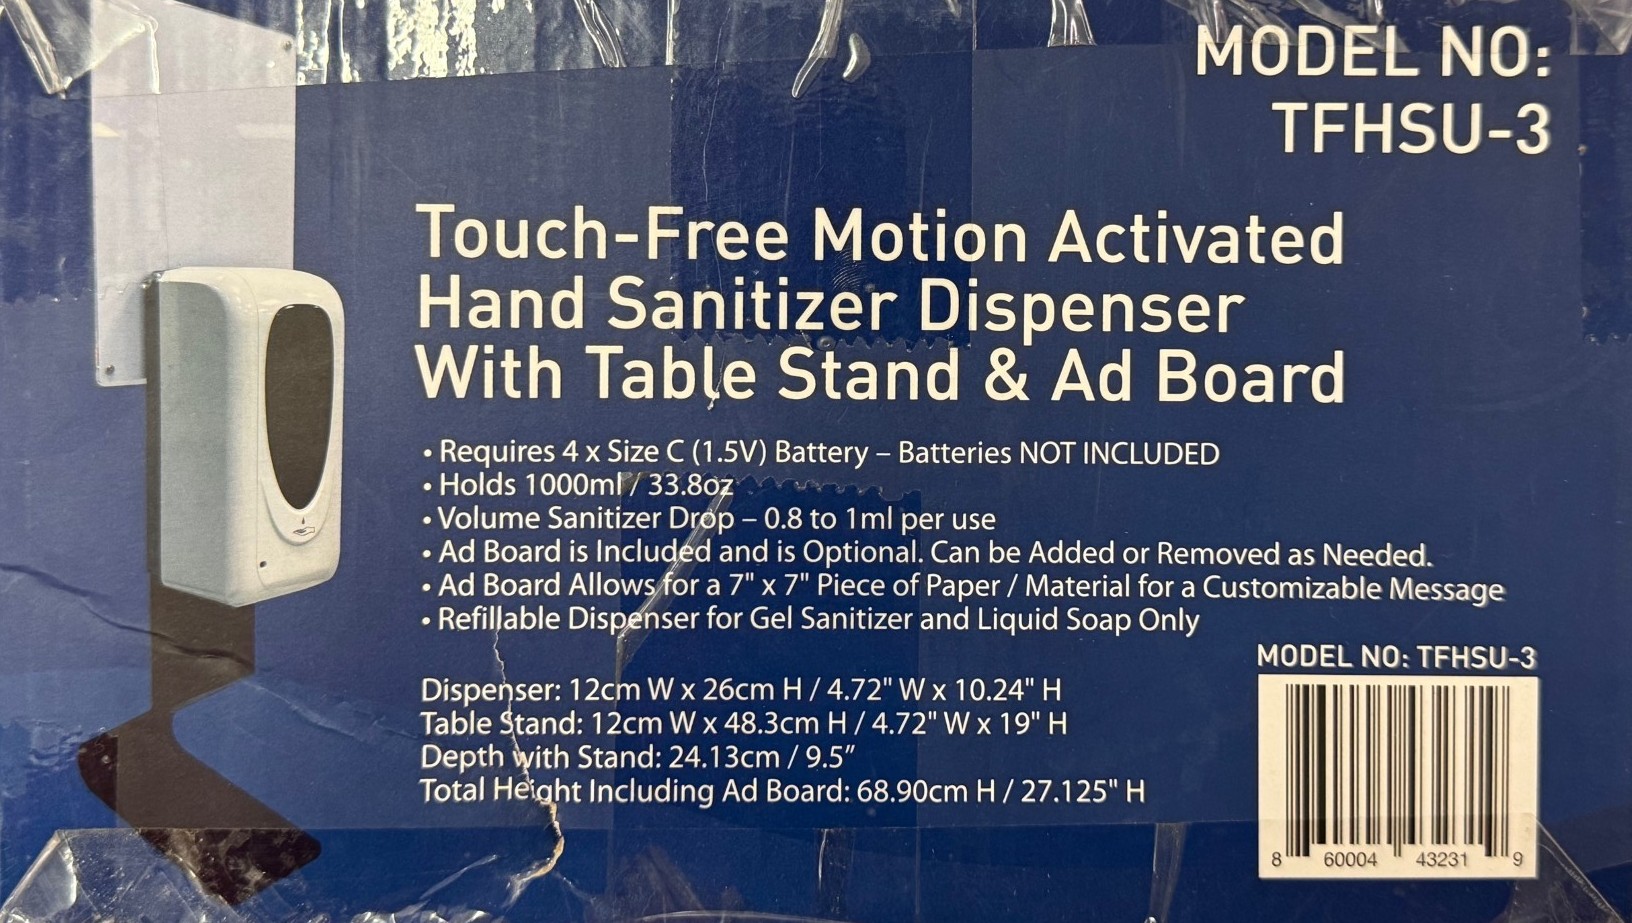 MODEL NO:
TFHSU-3
Touch-Free Motion Activated
Hand Sanitizer Dispenser
With Table Stand & Ad Board
• Requires 4 x Size C (1.5V) Battery – Batteries NOT INCLUDED
• Holds 1000ml / 33.8oz
• Volume Sanitizer Drop – 0.8 to 1ml per use
• Ad Board is Included and is Optional. Can be Added or Removed as Needed.
• Ad Board Allows for a 7" x 7" Piece of Paper / Material for a Customizable Message
• Refillable Dispenser for Gel Sanitizer and Liquid Soap Only
Dispenser: 12cm W x 26cm H / 4.72" W x 10.24" H
Table Stand: 12cm W x 48.3cm H / 4.72" W x 19" H
Depth with Stand: 24.13cm / 9.5”
Total Height Including Ad Board: 68.90cm H / 27.125" H
MODEL NO: TFHSU-3
8 60004 43231 9